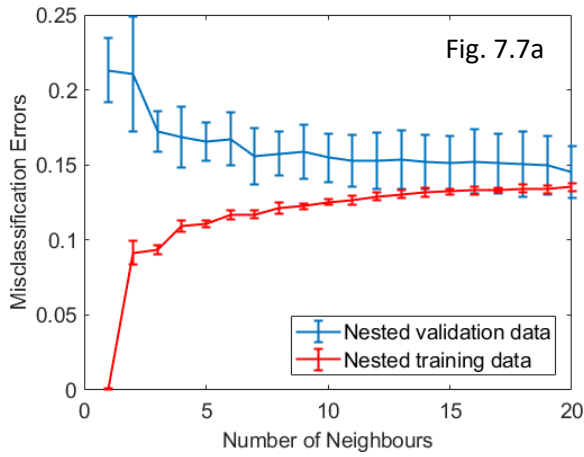 Fig. 7.7a
0.25
0.2
0.15
0.1
0.05
0
Misclassification Errors
Nested validation data
Nested training data
0 5 10 15 20
Number of Neighbours